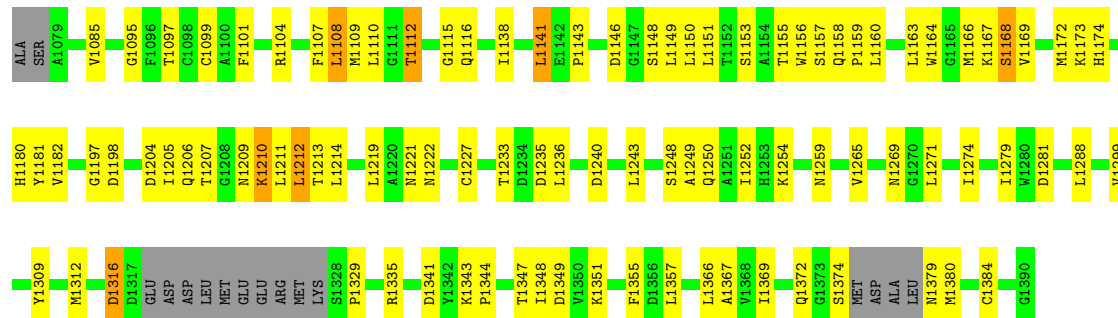 ALA SER A1079 V1085 G1095 F1096 T1097 C1098 C1099 A1100 F1101 R1104 F1107 L1108 M1109 L1110 G1111 T1112 G1115 Q1116 I1138 L1141 E1142 P1143 D1146 G1147 S1148 L1149 L1150 L1151 T1152 S1153 A1154 T1155 W1156 S1157 Q1158 P1159 L1160 L1163 W1164 G1165 M1166 K1167 S1168 V1169 M1172 K1173 H1174
H1180 Y1181 V1182 G1197 D1198 D1204 I1205 Q1206 T1207 G1208 N1209 K1210 L1211 L1212 T1213 L1214 L1219 A1220 N1221 N1222 C1227 T1233 D1234 D1235 L1236 D1240 L1243 S1248 A1249 Q1250 A1251 I1252 H1253 K1254 N1259 V1265 N1269 G1270 L1271 I1274 I1279 W1280 D1281 L1288
Y1309 M1312 D1316 D1317 GLU ASP ASP LEU MET GLU GLU ARG MET LYS S1328 P1329 R1335 D1341 Y1342 K1343 P1344 T1347 I1348 D1349 V1350 K1351 F1355 D1356 L1357 L1366 A1367 V1368 I1369 Q1372 G1373 S1374 MET ASP ALA LEU N1379 M1380 C1384 G1390